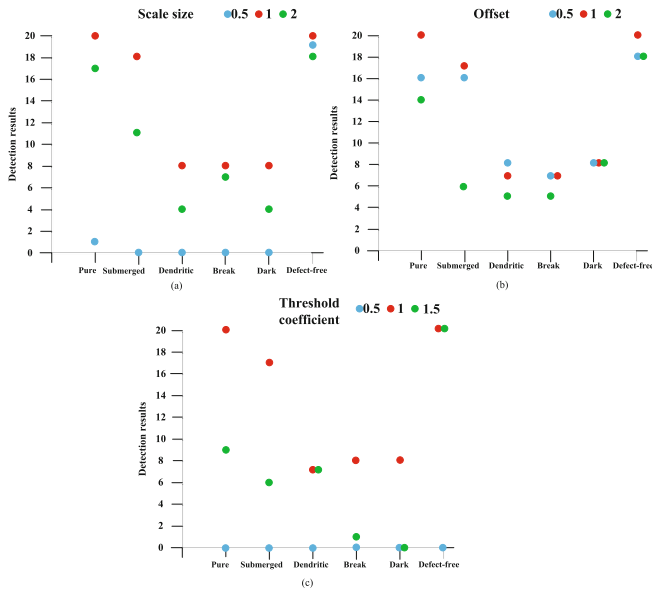 Scale size 0.5 1 2
20
18
16
14
12
10
8
6
4
2
0
Detection results
Pure Submerged Dendritic Break Dark Defect-free
(a)
Offset 0.5 1 2
20
18
16
14
12
10
8
6
4
2
0
Detection results
Pure Submerged Dendritic Break Dark Defect-free
(b)
Threshold
coefficient 0.5 1 1.5
20
18
16
14
12
10
8
6
4
2
0
Detection results
Pure Submerged Dendritic Break Dark Defect-free
(c)